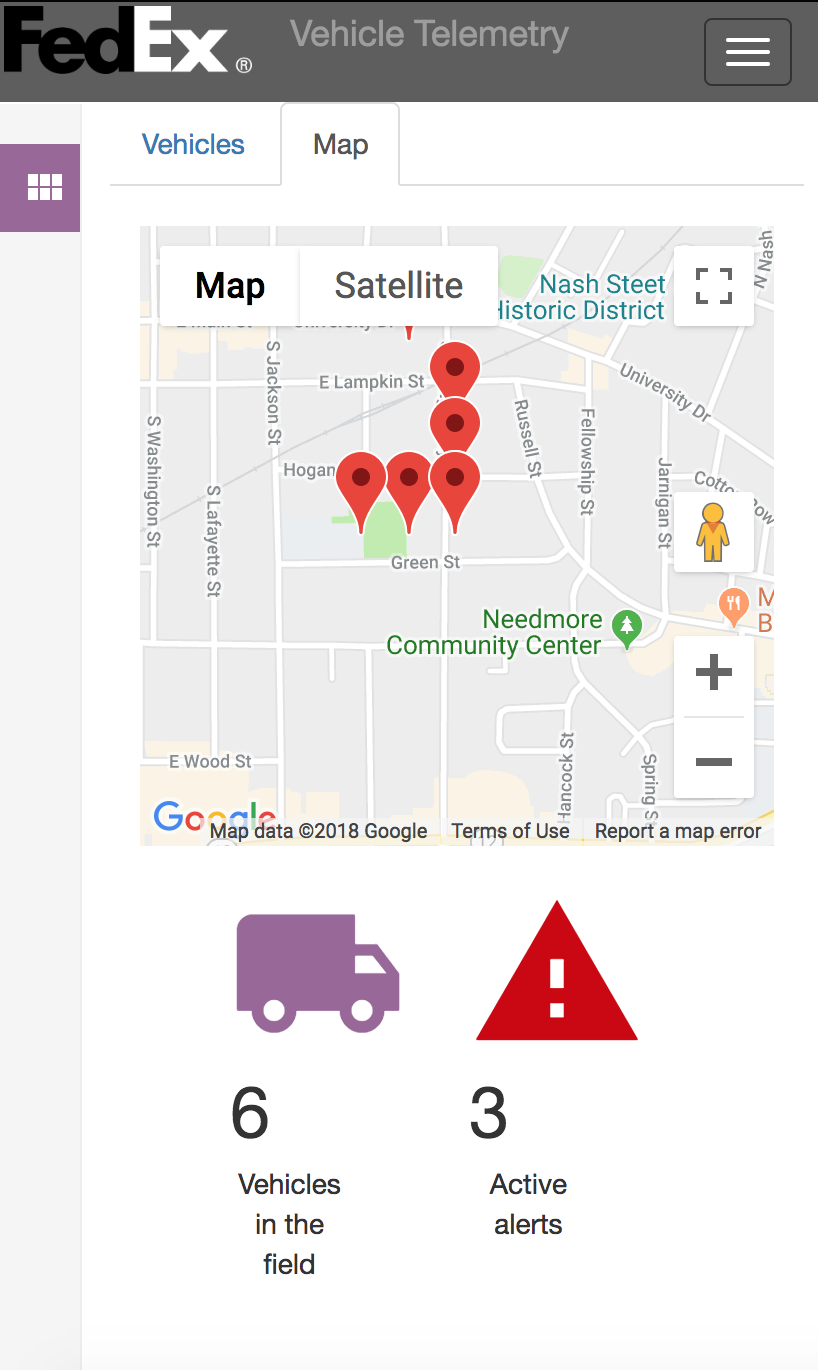 FedEx®
Vehicle Telemetry
Vehicles
Map
Map
Satellite
Nash Steet
Historic District
N Nash
University Dr
S Jackson St
E Lampkin St
University Dr
S Washington St
S Lafayette St
Hogan
Russell St
Fellowship St
Jarnigan St
Green St
Needmore
Community Center
M
B
E Wood St
Hancock St
Spring S
12
Google
Map data ©2018 Google
Terms of Use
Report a map error
6
Vehicles
in the
field
3
Active
alerts